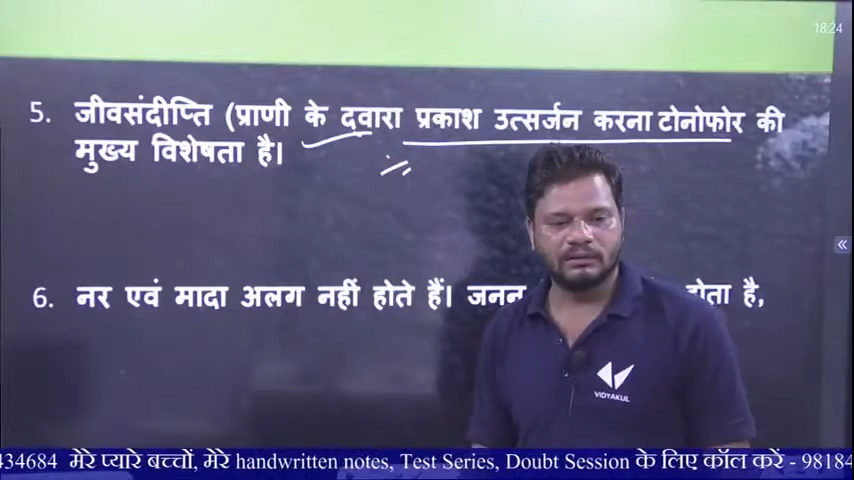 18:24
5. जीवसंदीप्ति (प्राणी के दवारा प्रकाश उत्सर्जन करना टोनोफोर की
मुख्य विशेषता है।
6. नर एवं मादा अलग नहीं होते हैं। जनन होता है,
VIDYAKUL
434684 मेरे प्यारे बच्चों, मेरे handwritten notes, Test Series, Doubt Session के लिए कॉल करें - 98184